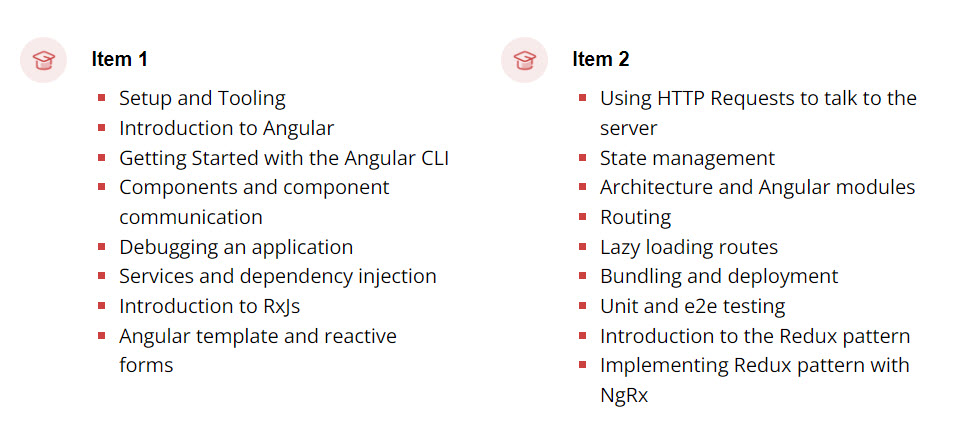 Item 1
Setup and Tooling
Introduction to Angular
Getting Started with the Angular CLI
Components and component
communication
Debugging an application
Services and dependency injection
Introduction to RxJs
Angular template and reactive
forms
Item 2
Using HTTP Requests to talk to the
server
State management
Architecture and Angular modules
Routing
Lazy loading routes
Bundling and deployment
Unit and e2e testing
Introduction to the Redux pattern
Implementing Redux pattern with
NgRx